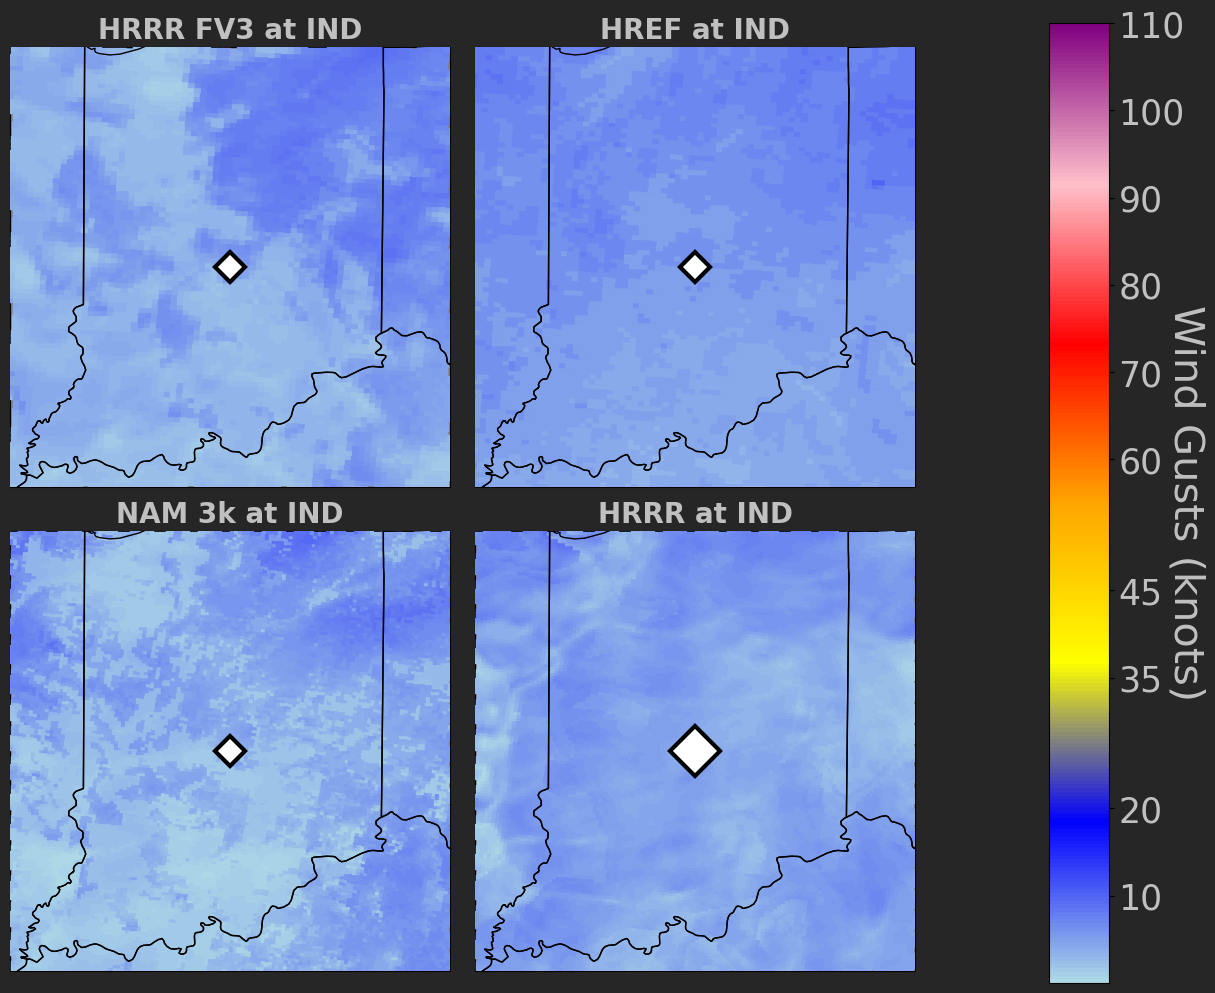 HRRR FV3 at IND
HREF at IND
NAM 3k at IND
HRRR at IND
110
100
90
80
70
60
45
35
20
10
Wind Gusts (knots)